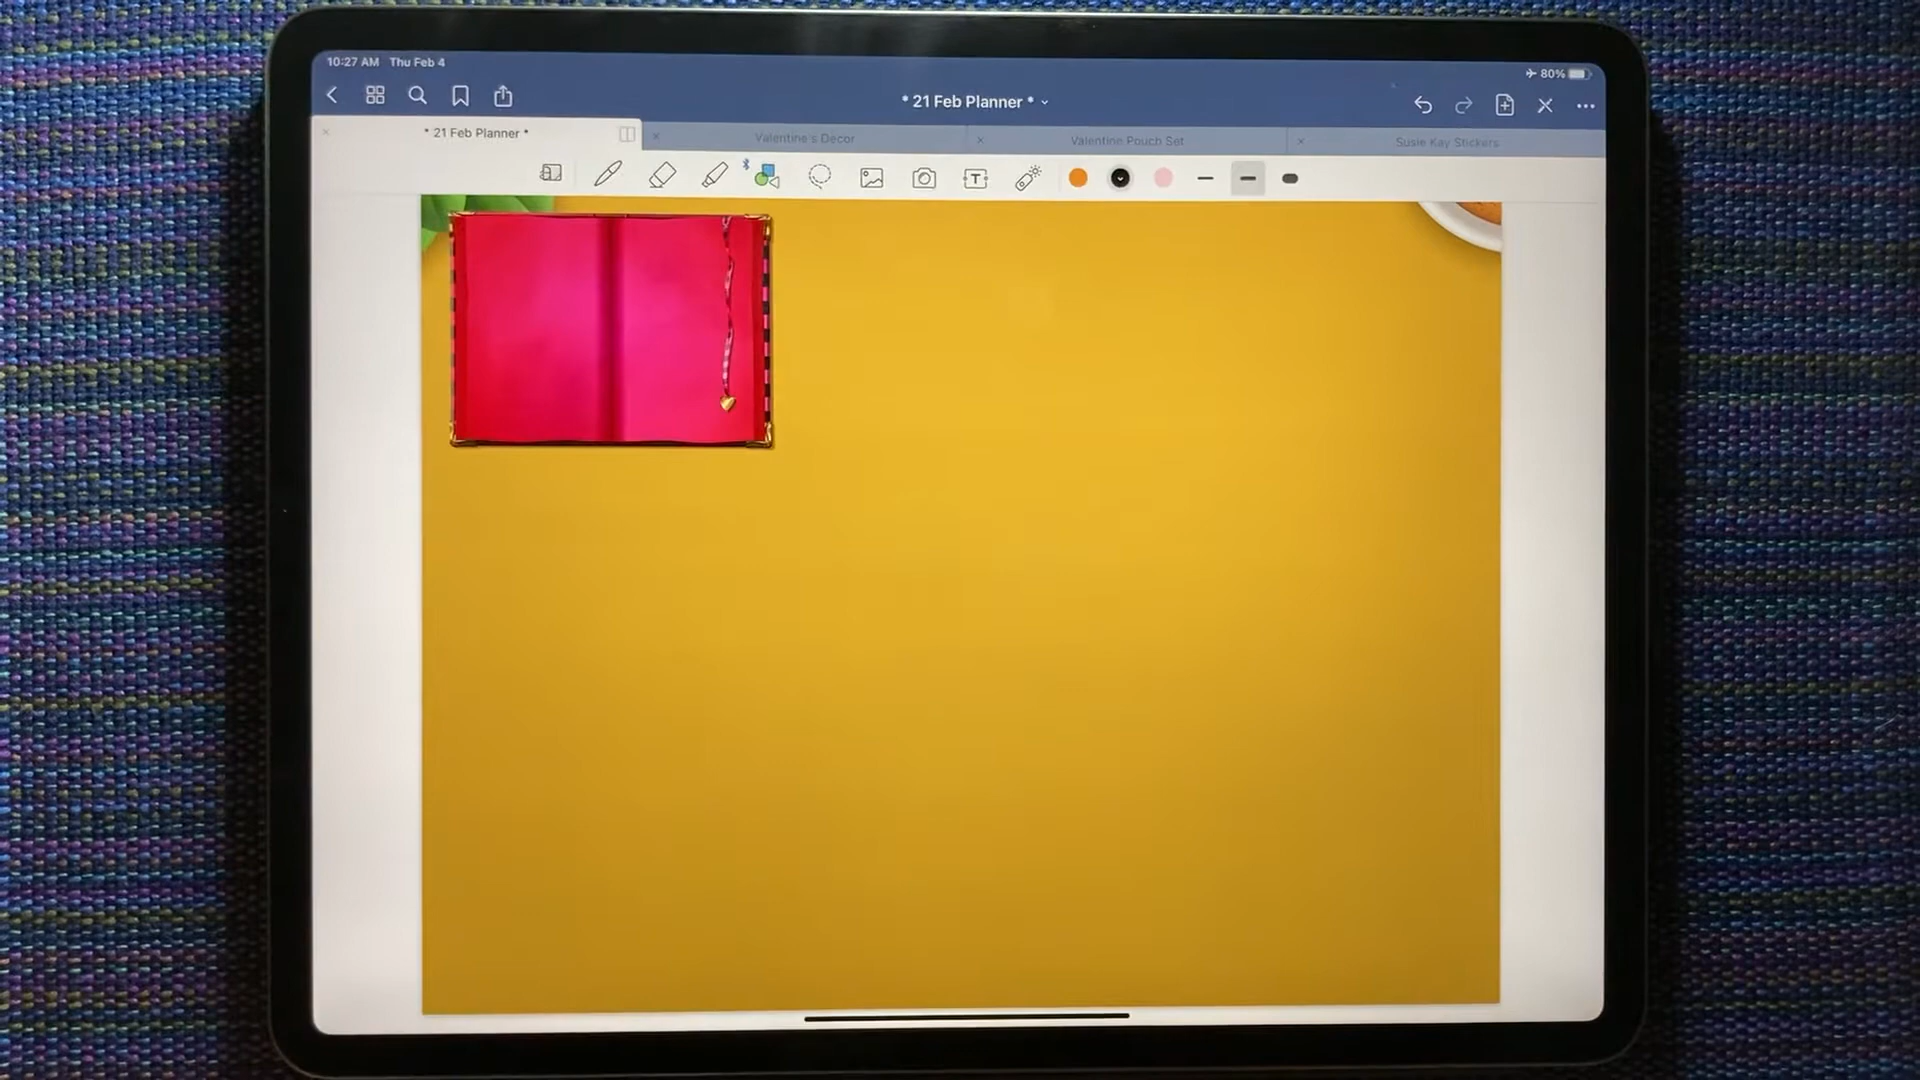 10:27 AM Thu Feb 4
80%
* 21 Feb Planner *
* 21 Feb Planner *
Valentine's Decor
Valentine Pouch Set
Susie Kay Stickers
T